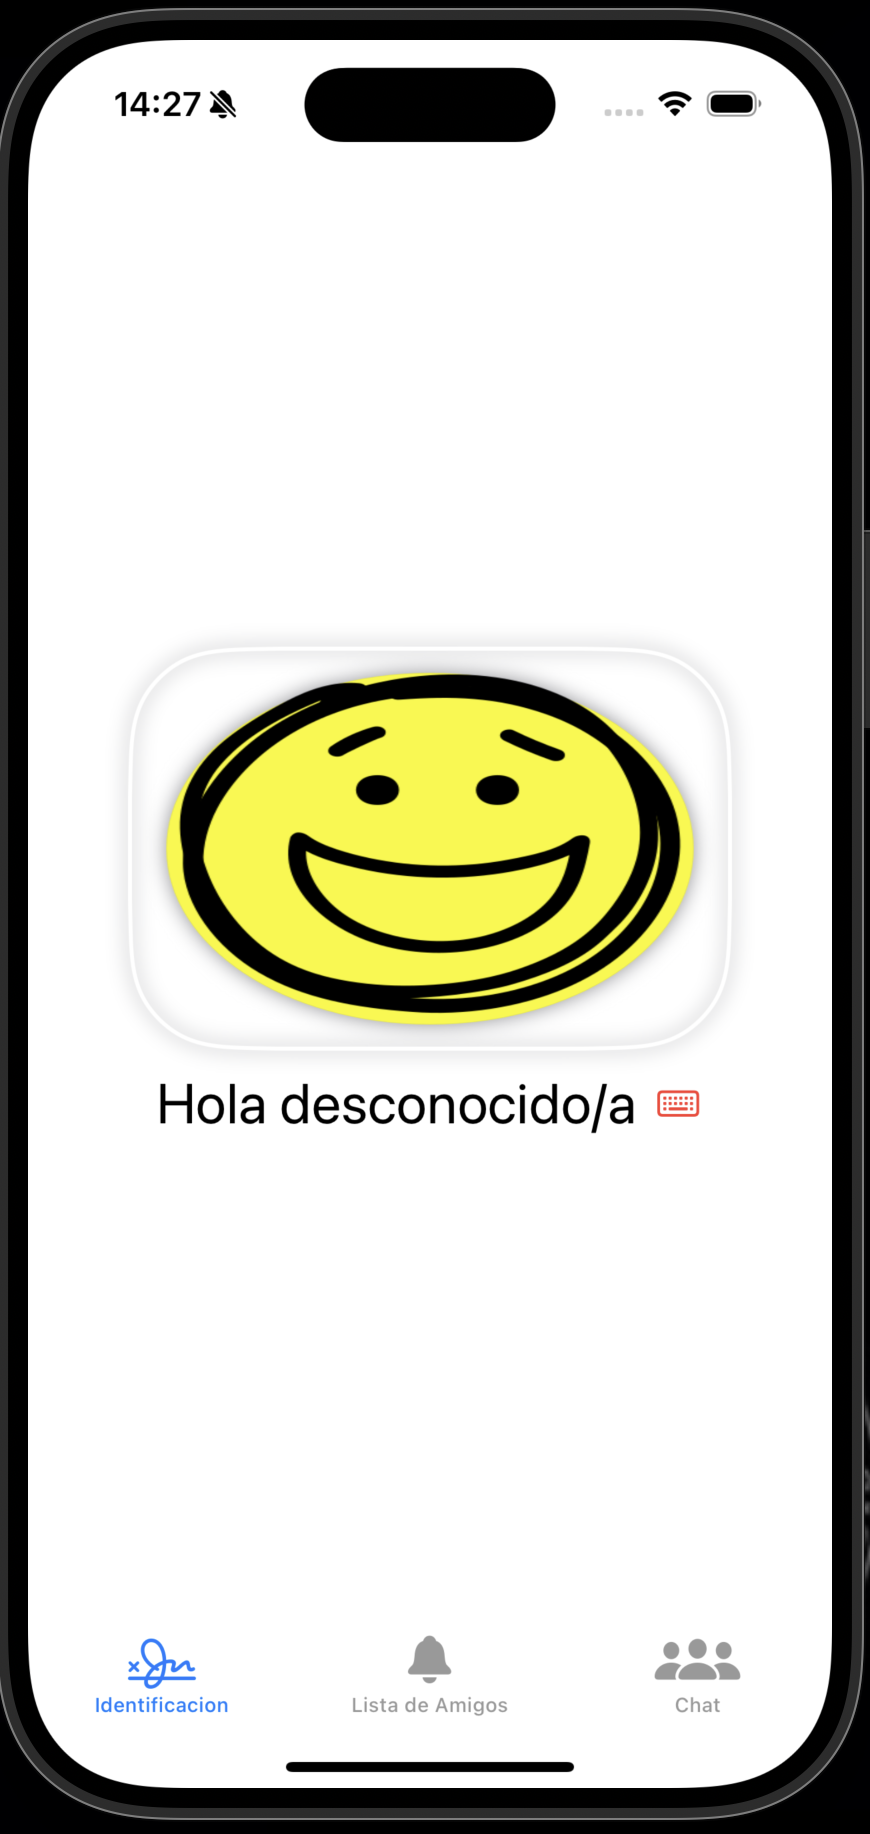 14:27
Hola desconocido/a
Identificacion
Lista de Amigos
Chat